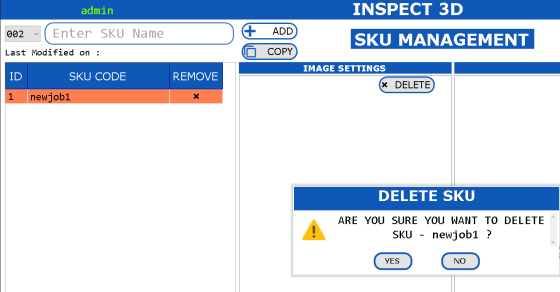 admin
INSPECT 3D
002
Enter SKU Name
ADD
SKU MANAGEMENT
Last Modified on :
COPY
ID SKU CODE REMOVE
IMAGE SETTINGS
1 newjob1 ×
× DELETE
DELETE SKU
ARE YOU SURE YOU WANT TO DELETE
SKU - newjob1 ?
YES NO